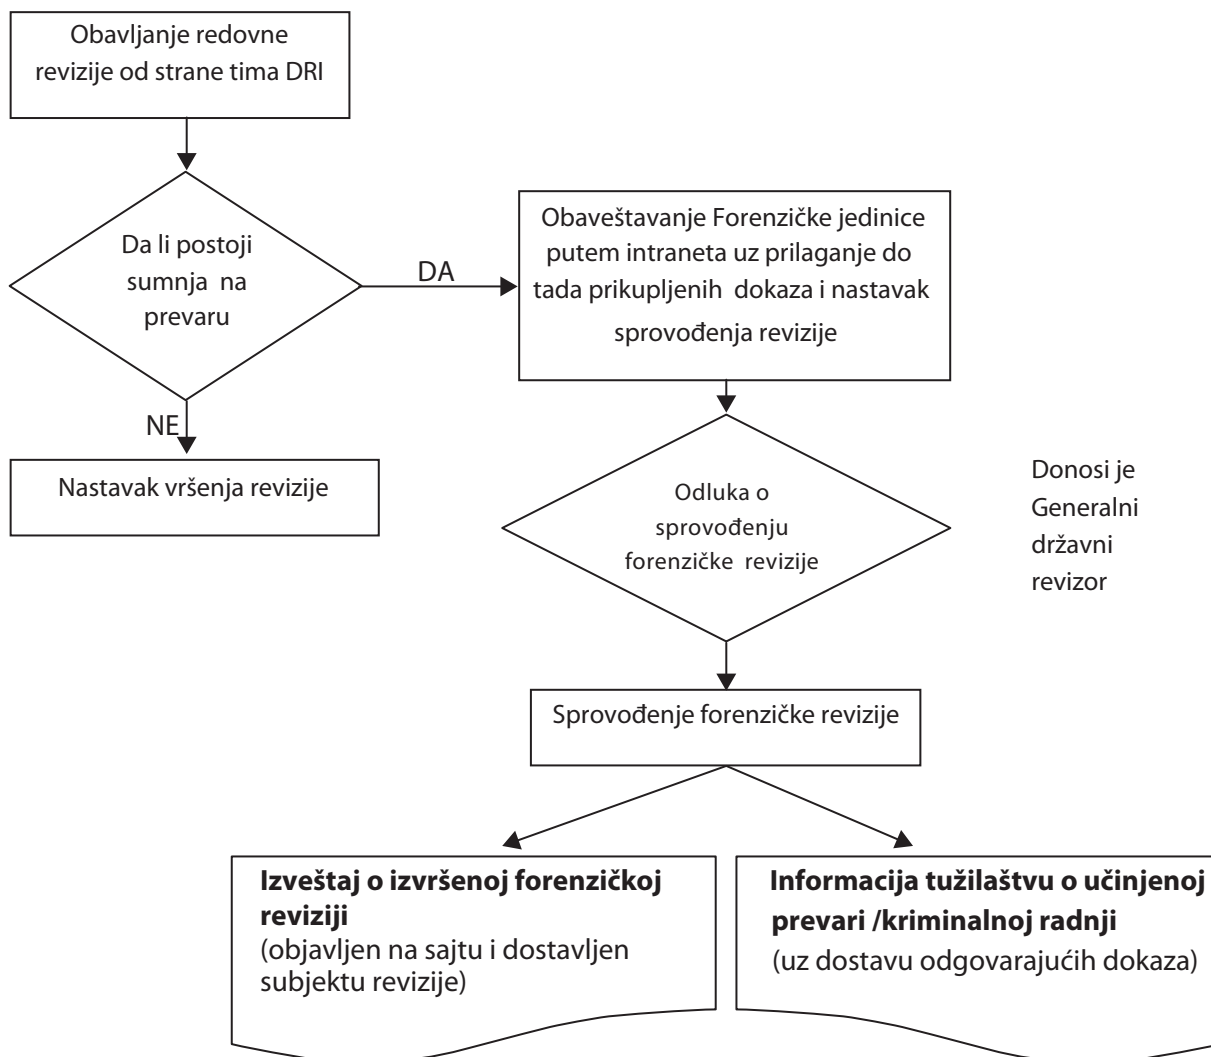 Obavljanje redovne
revizije od strane tima DRI
Da li postoji
sumnja na
prevaru
DA
Obaveštavanje Forenzičke jedinice
putem intraneta uz prilaganje do
tada prikupljenih dokaza i nastavak
sprovođenja revizije
NE
Nastavak vršenja revizije
Odluka o
sprovođenju
forenzičke revizije
Donosi je
Generalni
državni
revizor
Sprovođenje forenzičke revizije
Izveštaj o izvršenoj forenzičkoj
reviziji
(objavljen na sajtu i dostavljen
subjektu revizije)
Informacija tužilaštvu o učinjenoj
prevari /kriminalnoj radnji
(uz dostavu odgovarajućih dokaza)